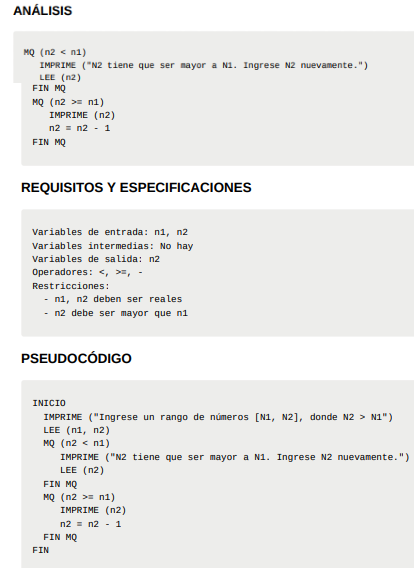 ANÁLISIS
MQ (n2 < n1)
IMPRIME ("N2 tiene que ser mayor a N1. Ingrese N2 nuevamente.")
LEE (n2)
FIN MQ
MQ (n2 >= n1)
IMPRIME (n2)
n2 = n2 - 1
FIN MQ
REQUISITOS Y ESPECIFICACIONES
Variables de entrada: n1, n2
Variables intermedias: No hay
Variables de salida: n2
Operadores: <, >=, -
Restricciones:
- n1, n2 deben ser reales
- n2 debe ser mayor que n1
PSEUDOCÓDIGO
INICIO
IMPRIME ("Ingrese un rango de números [N1, N2], donde N2 > N1")
LEE (n1, n2)
MQ (n2 < n1)
IMPRIME ("N2 tiene que ser mayor a N1. Ingrese N2 nuevamente.")
LEE (n2)
FIN MQ
MQ (n2 >= n1)
IMPRIME (n2)
n2 = n2 - 1
FIN MQ
FIN